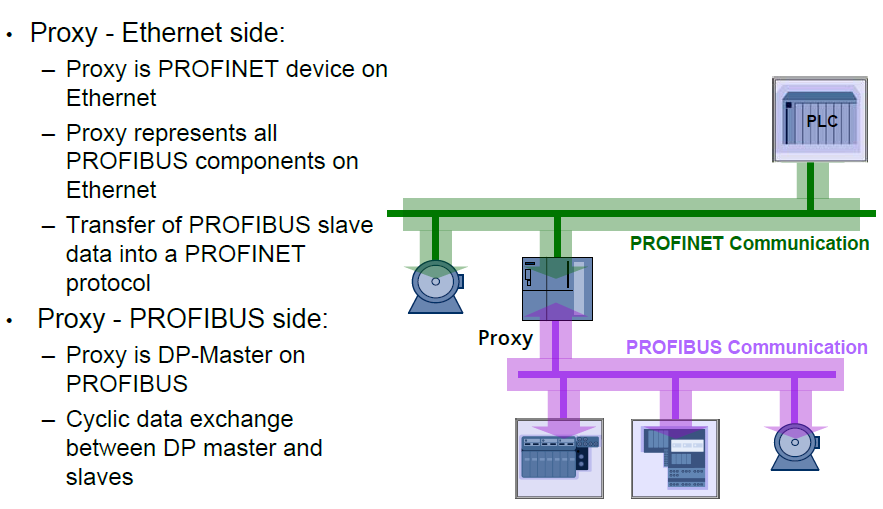 • Proxy - Ethernet side:
– Proxy is PROFINET device on
Ethernet
– Proxy represents all
PROFIBUS components on
Ethernet
– Transfer of PROFIBUS slave
data into a PROFINET
protocol
• Proxy - PROFIBUS side:
– Proxy is DP-Master on
PROFIBUS
– Cyclic data exchange
between DP master and
slaves
PLC
PROFINET Communication
Proxy
PROFIBUS Communication